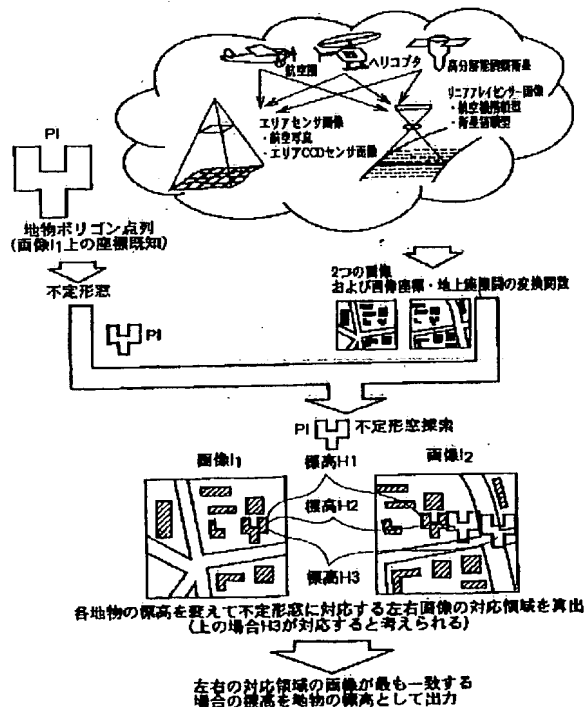 航空機
ヘリコプタ
高分解能観測衛星
エリアセンサ画像
・航空写真
・エリアCCDセンサ画像
リニアアレイセンサー画像
・航空機搭載型
・衛星搭載型
PI
地物ポリゴン点列
(画像I1上の座標既知)
不定形窓
2つの画像
および画像座標・地上座標間の変換関数
PI
PI 不定形窓探索
画像I1
標高H1
画像I2
標高H2
標高H3
各地物の標高を変えて不定形窓に対応する左右画像の対応領域を算出
(上の場合H3が対応すると考えられる)
左右の対応領域の画像が最も一致する
場合の標高を地物の標高として出力